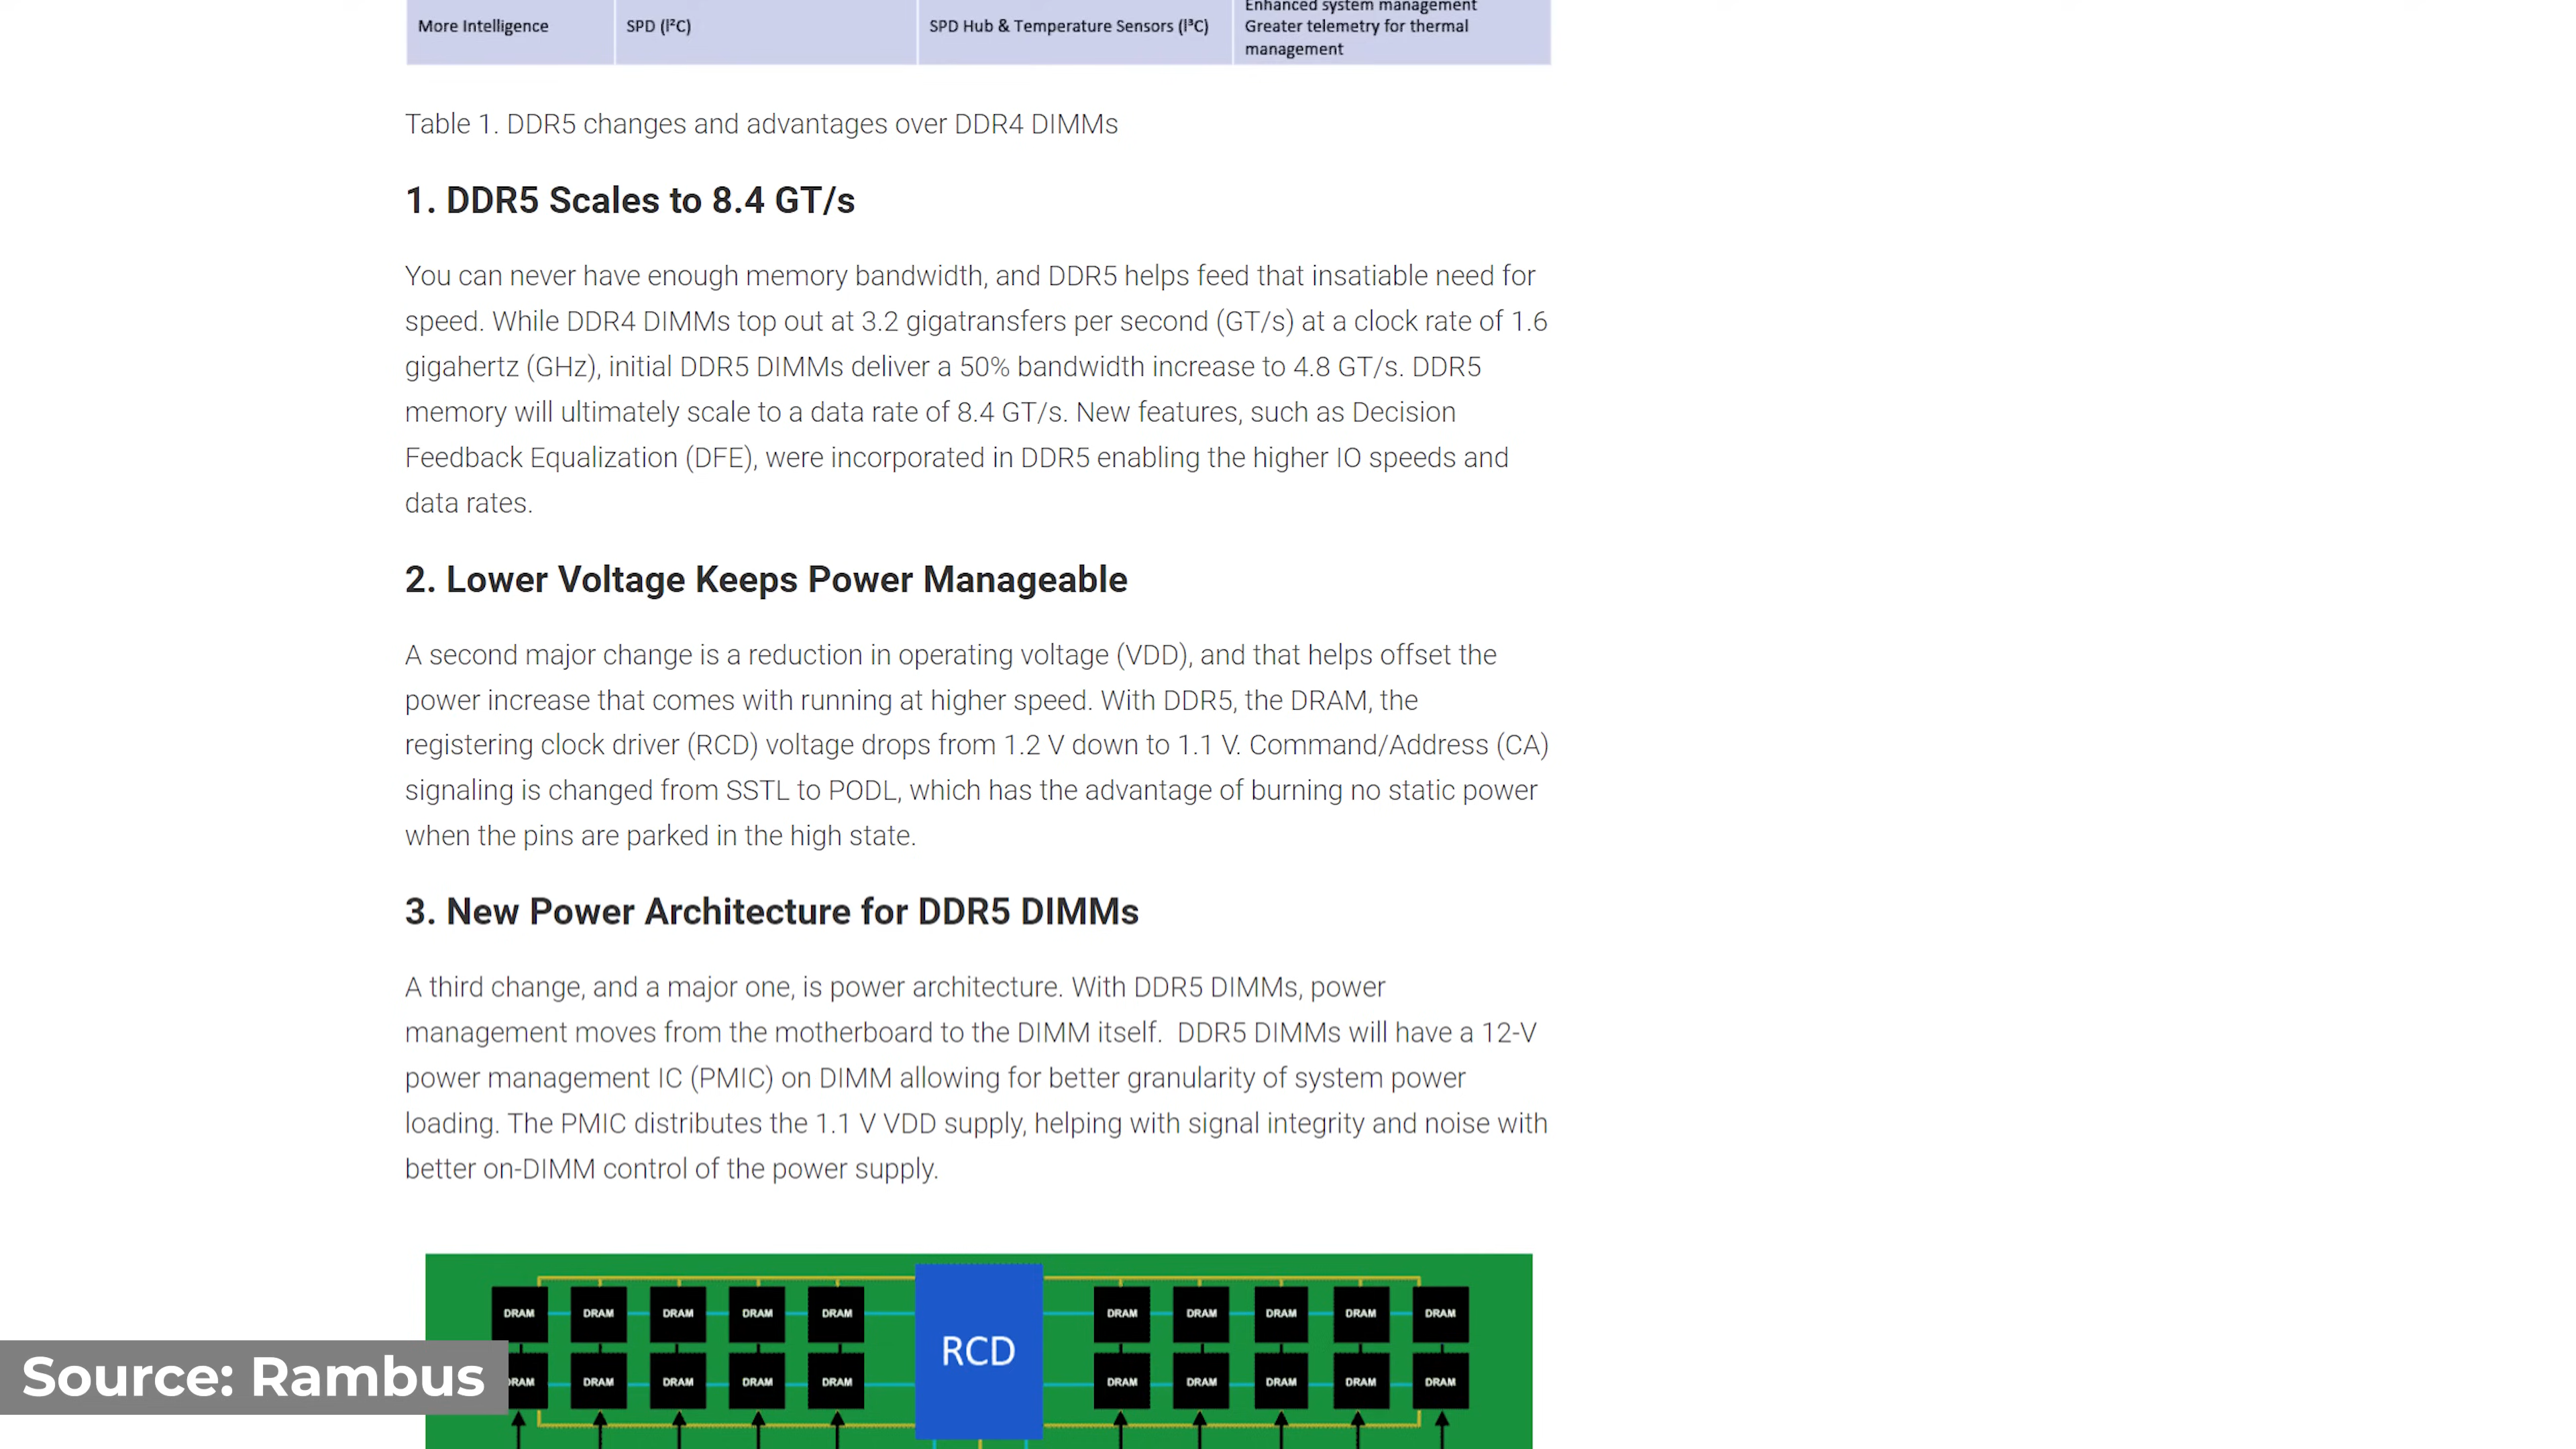 Enhanced system management
More Intelligence SPD (I²C) SPD Hub & Temperature Sensors (I³C) Greater telemetry for thermal
management
Table 1. DDR5 changes and advantages over DDR4 DIMMs
1. DDR5 Scales to 8.4 GT/s
You can never have enough memory bandwidth, and DDR5 helps feed that insatiable need for
speed. While DDR4 DIMMs top out at 3.2 gigatransfers per second (GT/s) at a clock rate of 1.6
gigahertz (GHz), initial DDR5 DIMMs deliver a 50% bandwidth increase to 4.8 GT/s. DDR5
memory will ultimately scale to a data rate of 8.4 GT/s. New features, such as Decision
Feedback Equalization (DFE), were incorporated in DDR5 enabling the higher IO speeds and
data rates.
2. Lower Voltage Keeps Power Manageable
A second major change is a reduction in operating voltage (VDD), and that helps offset the
power increase that comes with running at higher speed. With DDR5, the DRAM, the
registering clock driver (RCD) voltage drops from 1.2 V down to 1.1 V. Command/Address (CA)
signaling is changed from SSTL to PODL, which has the advantage of burning no static power
when the pins are parked in the high state.
3. New Power Architecture for DDR5 DIMMs
A third change, and a major one, is power architecture. With DDR5 DIMMs, power
management moves from the motherboard to the DIMM itself. DDR5 DIMMs will have a 12-V
power management IC (PMIC) on DIMM allowing for better granularity of system power
loading. The PMIC distributes the 1.1 V VDD supply, helping with signal integrity and noise with
better on-DIMM control of the power supply.
DRAM DRAM DRAM DRAM DRAM DRAM DRAM DRAM DRAM DRAM
RCD
DRAM DRAM DRAM DRAM DRAM DRAM DRAM DRAM DRAM DRAM
Source: Rambus